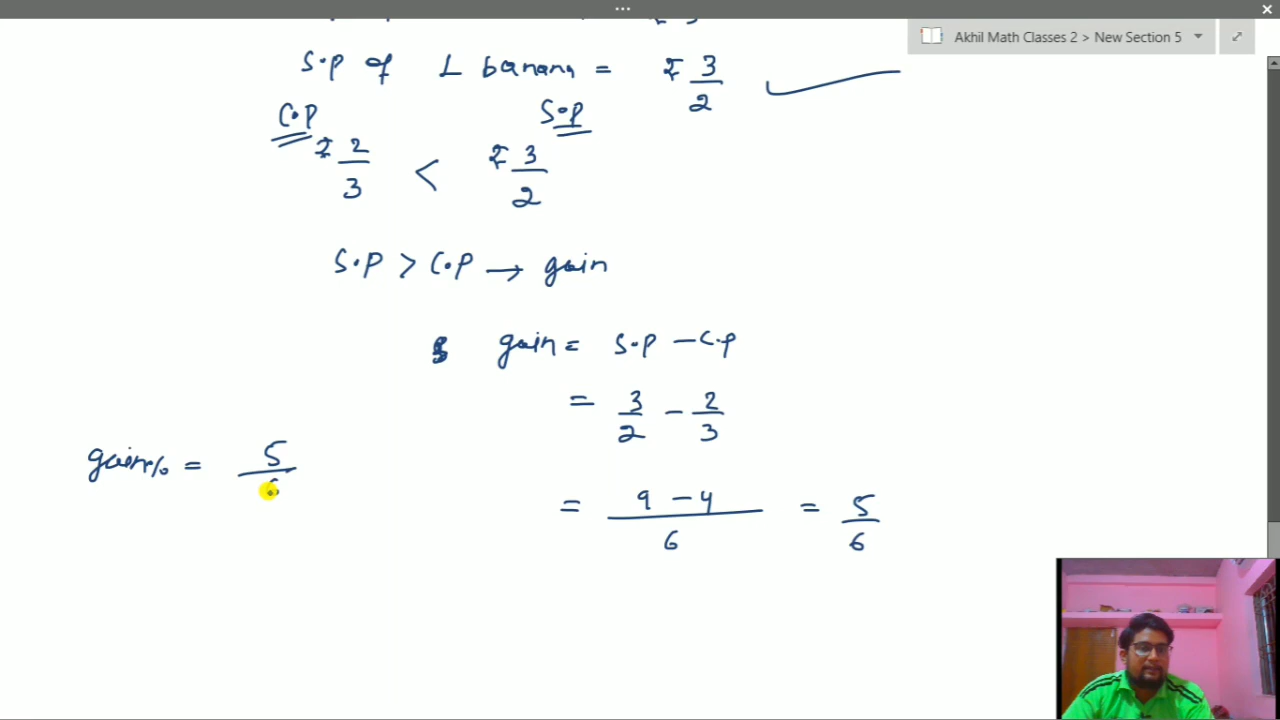 Akhil Math Classes 2 > New Section 5
S.P of 1 banana = ₹ 3/2
C.P S.P
₹ 2/3 < ₹ 3/2
S.P > C.P → gain
gain = S.P - C.P
= 3/2 - 2/3
= 9 - 4 / 6 = 5/6
gain% = 5/6